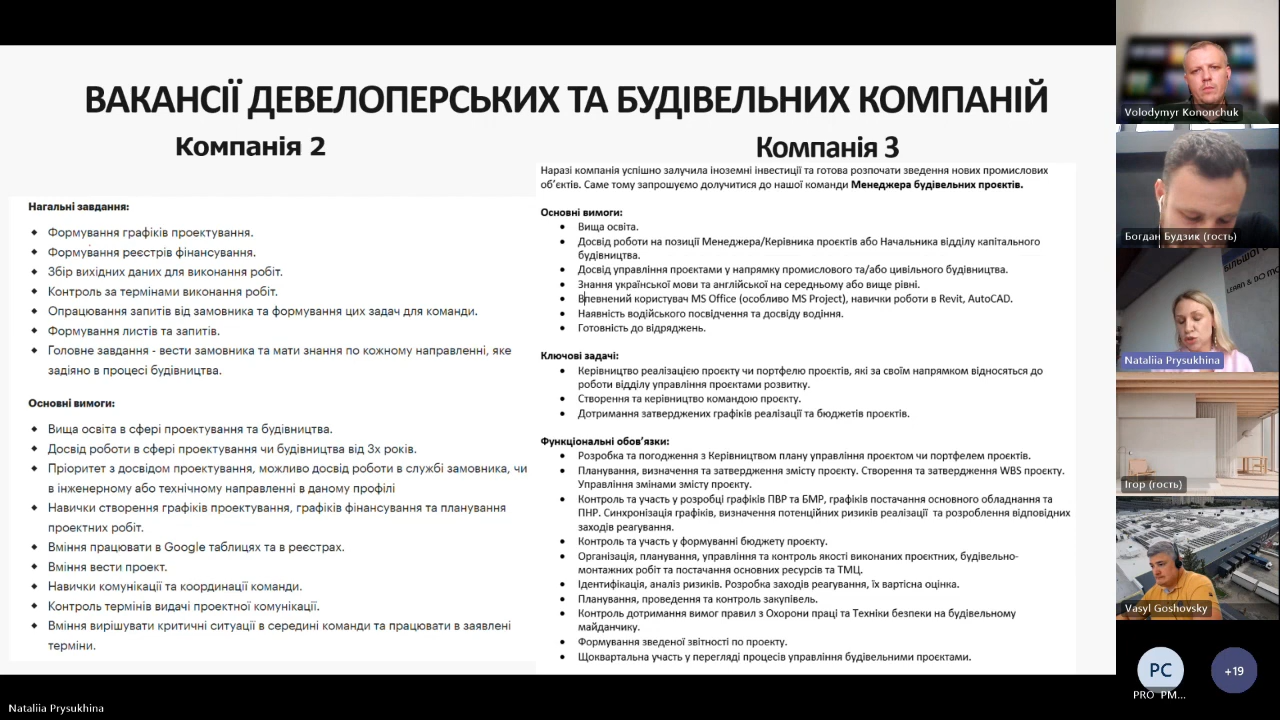 ВАКАНСІЇ ДЕВЕЛОПЕРСЬКИХ ТА БУДІВЕЛЬНИХ КОМПАНІЙ
Компанія 2
Нагальні завдання:
Формування графіків проектування.
Формування реєстрів фінансування.
Збір вихідних даних для виконання робіт.
Контроль за термінами виконання робіт.
Опрацювання запитів від замовника та формування цих задач для команди.
Формування листів та запитів.
Головне завдання - вести замовника та мати знання по кожному направленні, яке
задіяно в процесі будівництва.
Основні вимоги:
Вища освіта в сфері проектування та будівництва.
Досвід роботи в сфері проектування чи будівництва від 3х років.
Пріоритет з досвідом проектування, можливо досвід роботи в службі замовника, чи
в інженерному або технічному направленні в даному профілі
Навички створення графіків проектування, графіків фінансування та планування
проектних робіт.
Вміння працювати в Google таблицях та в реєстрах.
Вміння вести проект.
Навички комунікації та координації команди.
Контроль термінів видачі проектної комунікації.
Вміння вирішувати критичні ситуації в середині команди та працювати в заявлені
терміни.
Компанія 3
Наразі компанія успішно залучила іноземні інвестиції та готова розпочати зведення нових промислових
об’єктів. Саме тому запрошуємо долучитися до нашої команди Менеджера будівельних проєктів.
Основні вимоги:
Вища освіта.
Досвід роботи на позиції Менеджера/Керівника проєктів або Начальника відділу капітального
будівництва.
Досвід управління проєктами у напрямку промислового та/або цивільного будівництва.
Знання української мови та англійської на середньому або вище рівні.
Впевнений користувач MS Office (особливо MS Project), навички роботи в Revit, AutoCAD.
Наявність водійського посвідчення та досвіду водіння.
Готовність до відряджень.
Ключові задачі:
Керівництво реалізацією проєкту чи портфелю проєктів, які за своїм напрямком відносяться до
роботи відділу управління проєктами розвитку.
Створення та керівництво командою проєкту.
Дотримання затверджених графіків реалізації та бюджетів проєктів.
Функціональні обов’язки:
Розробка та погодження з Керівництвом плану управління проєктом чи портфелем проєктів.
Планування, визначення та затвердження змісту проєкту. Створення та затвердження WBS проєкту.
Управління змінами змісту проєкту.
Контроль та участь у розробці графіків ПВР та БМР, графіків постачання основного обладнання та
ПНР. Синхронізація графіків, визначення потенційних ризиків реалізації та розроблення відповідних
заходів реагування.
Контроль та участь у формуванні бюджету проєкту.
Організація, планування, управління та контроль якості виконаних проєктних, будівельно-
монтажних робіт та постачання основних ресурсів та ТМЦ.
Ідентифікація, аналіз ризиків. Розробка заходів реагування, їх вартісна оцінка.
Планування, проведення та контроль закупівель.
Контроль дотримання вимог правил з Охорони праці та Техніки безпеки на будівельному
майданчику.
Формування зведеної звітності по проекту.
Щоквартальна участь у перегляді процесів управління будівельними проєктами.
Volodymyr Kononchuk
Богдан Будзик (гость)
Nataliia Prysukhina
Ігор (гость)
Vasyl Goshovsky
PC
PRO PM...
+19
Nataliia Prysukhina